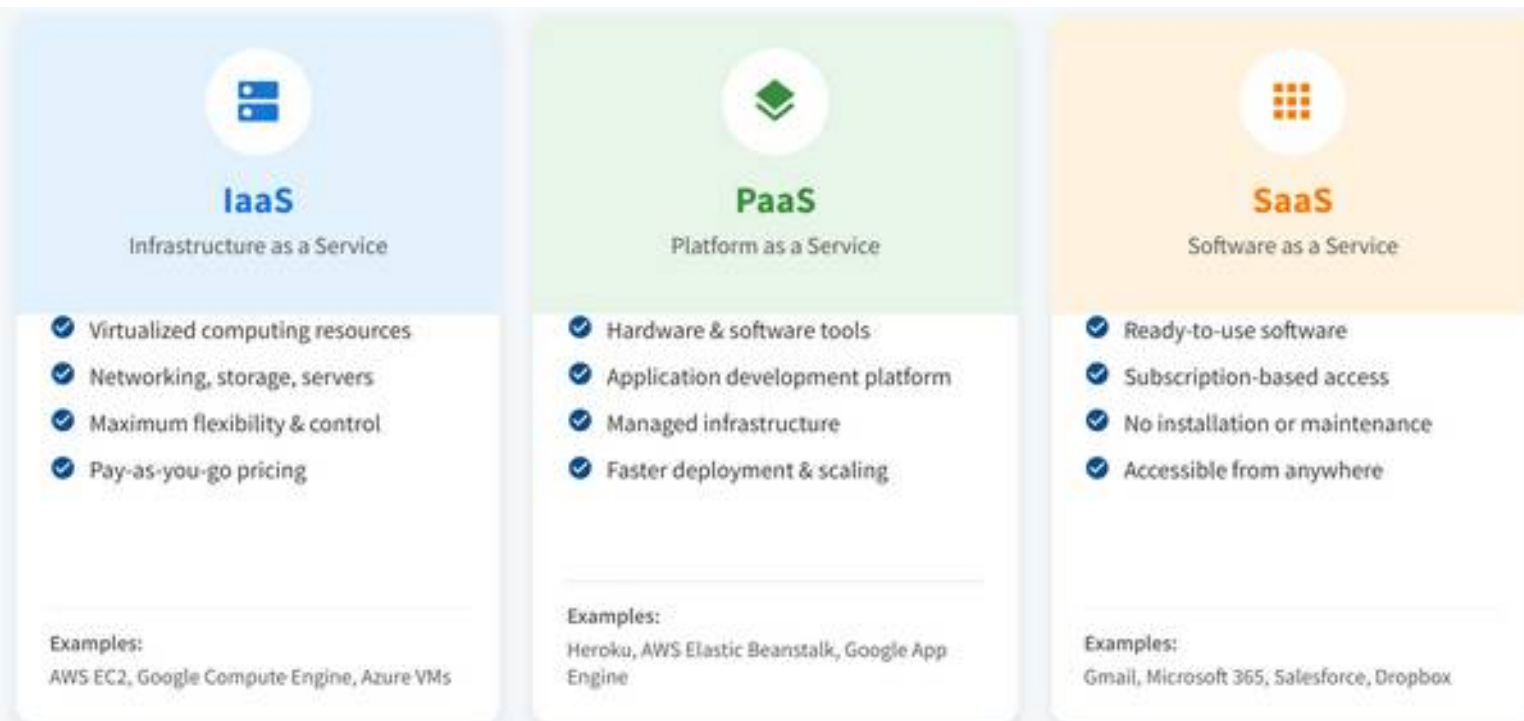 IaaS
Infrastructure as a Service
Virtualized computing resources
Networking, storage, servers
Maximum flexibility & control
Pay-as-you-go pricing
Examples:
AWS EC2, Google Compute Engine, Azure VMs
PaaS
Platform as a Service
Hardware & software tools
Application development platform
Managed infrastructure
Faster deployment & scaling
Examples:
Heroku, AWS Elastic Beanstalk, Google App
Engine
SaaS
Software as a Service
Ready-to-use software
Subscription-based access
No installation or maintenance
Accessible from anywhere
Examples:
Gmail, Microsoft 365, Salesforce, Dropbox